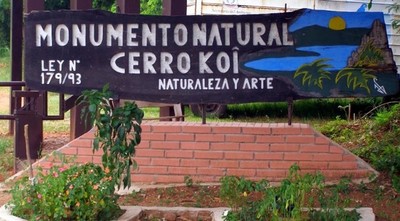 MONUMENTO NATURAL
CERRO KOÎ
LEY Nº
179/93
NATURALEZA Y ARTE